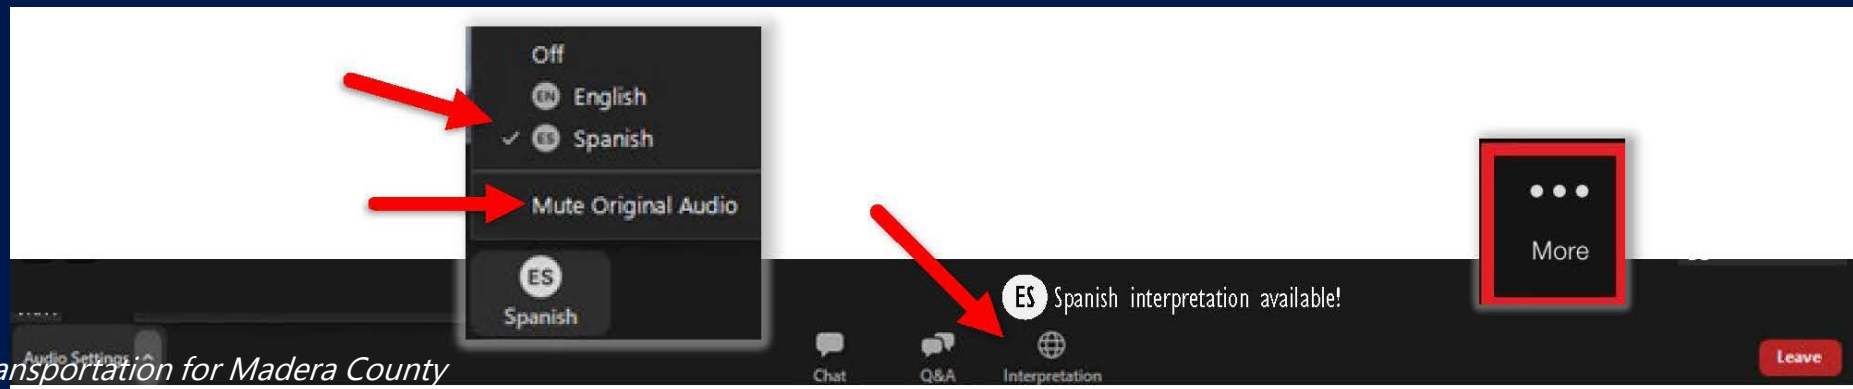 Off
EN English
ES Spanish
Mute Original Audio
ES
Spanish
More
ES Spanish interpretation available!
Audio Settings
Chat
Q&A
Interpretation
Leave
ansportation for Madera County